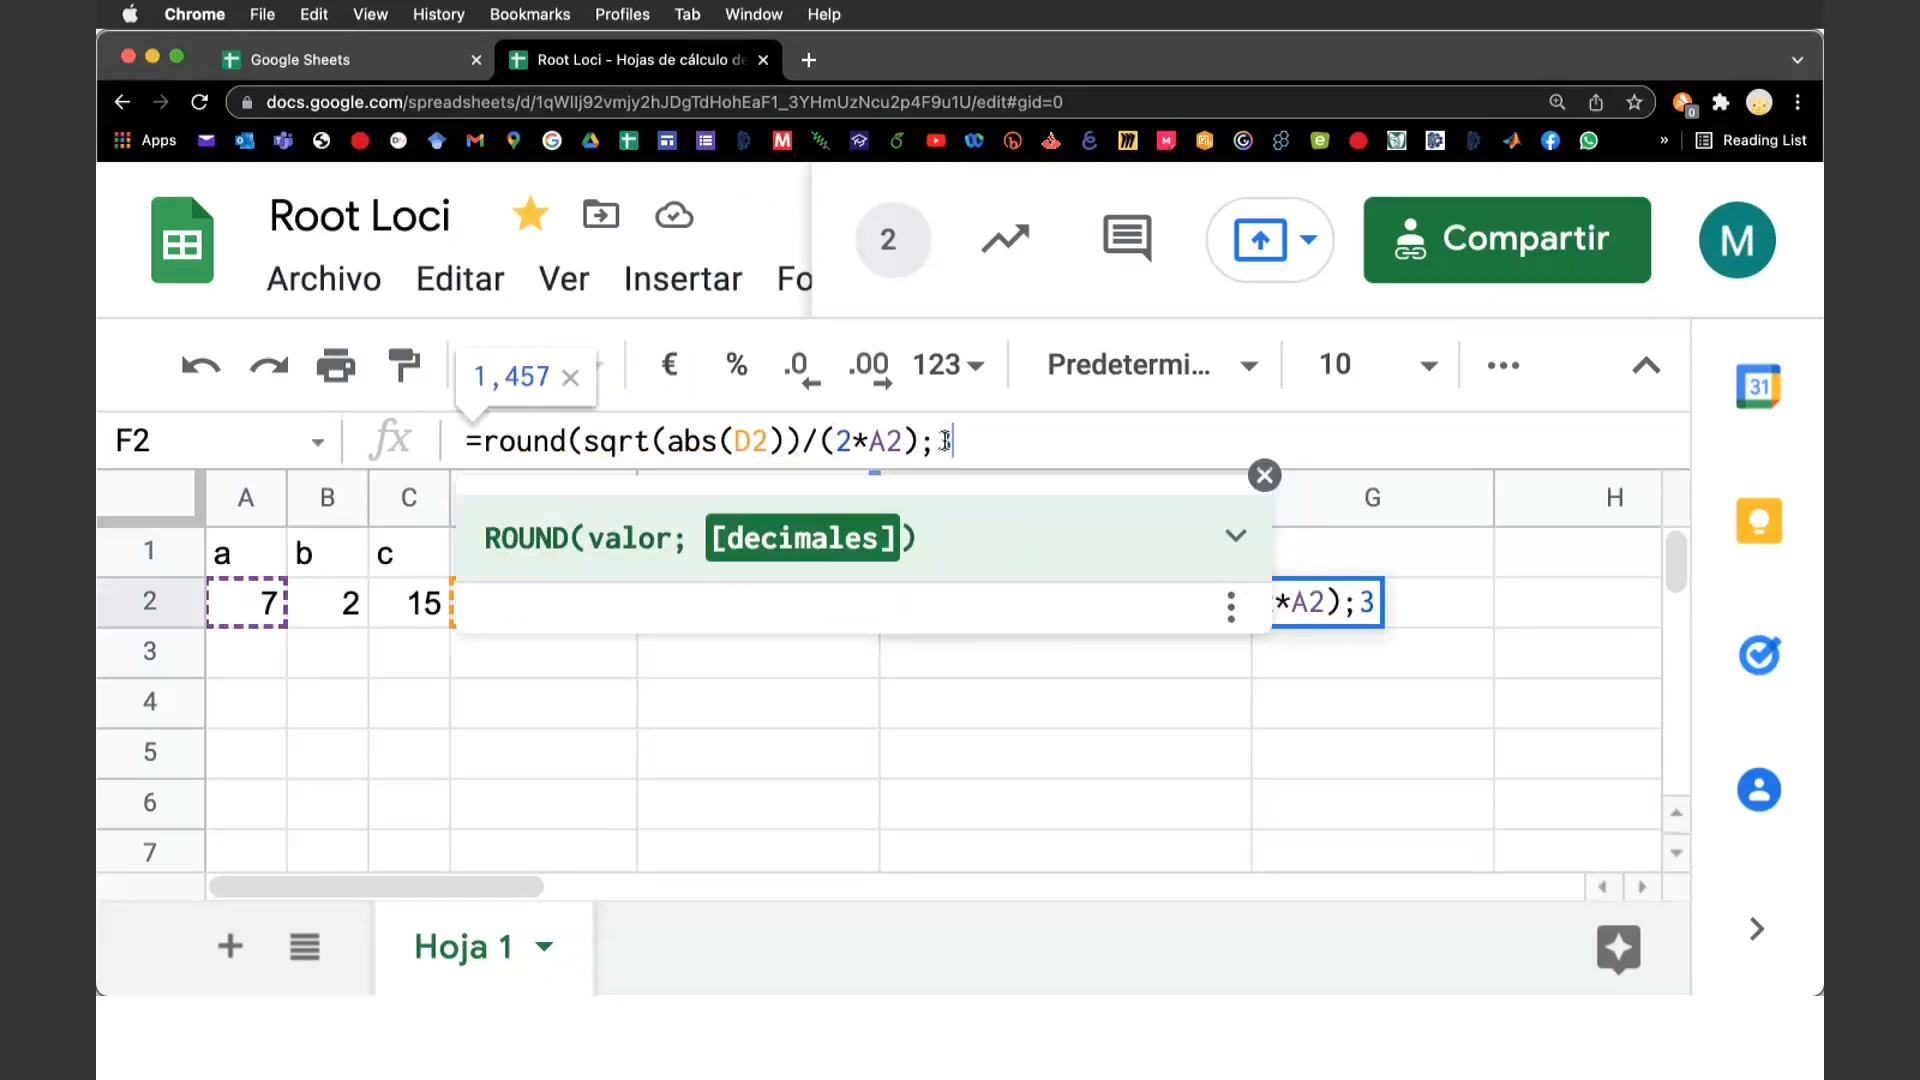 Chrome File Edit View History Bookmarks Profiles Tab Window Help
Google Sheets
Root Loci - Hojas de cálculo de
docs.google.com/spreadsheets/d/1qWIIj92vmjy2hJDgTdHohEaF1_3YHmUzNcu2p4F9u1U/edit#gid=0
0
Apps
» Reading List
Root Loci
2
Compartir
M
Archivo Editar Ver Insertar Fo
1,457
€ % .0 .00 123 Predetermi... 10
31
F2
fx
=round(sqrt(abs(D2))/(2*A2);3
A B C G H
ROUND(valor; [decimales])
1 a b c
2 7 2 15 *A2);3
3
4
5
6
7
Hoja 1